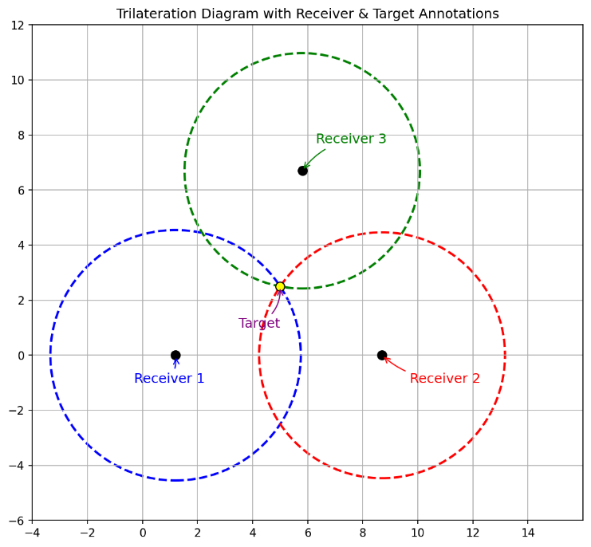 Trilateration Diagram with Receiver & Target Annotations
12
10
8
6
4
2
0
−2
−4
−6
Receiver 3
Target
Receiver 1
Receiver 2
−4 −2 0 2 4 6 8 10 12 14